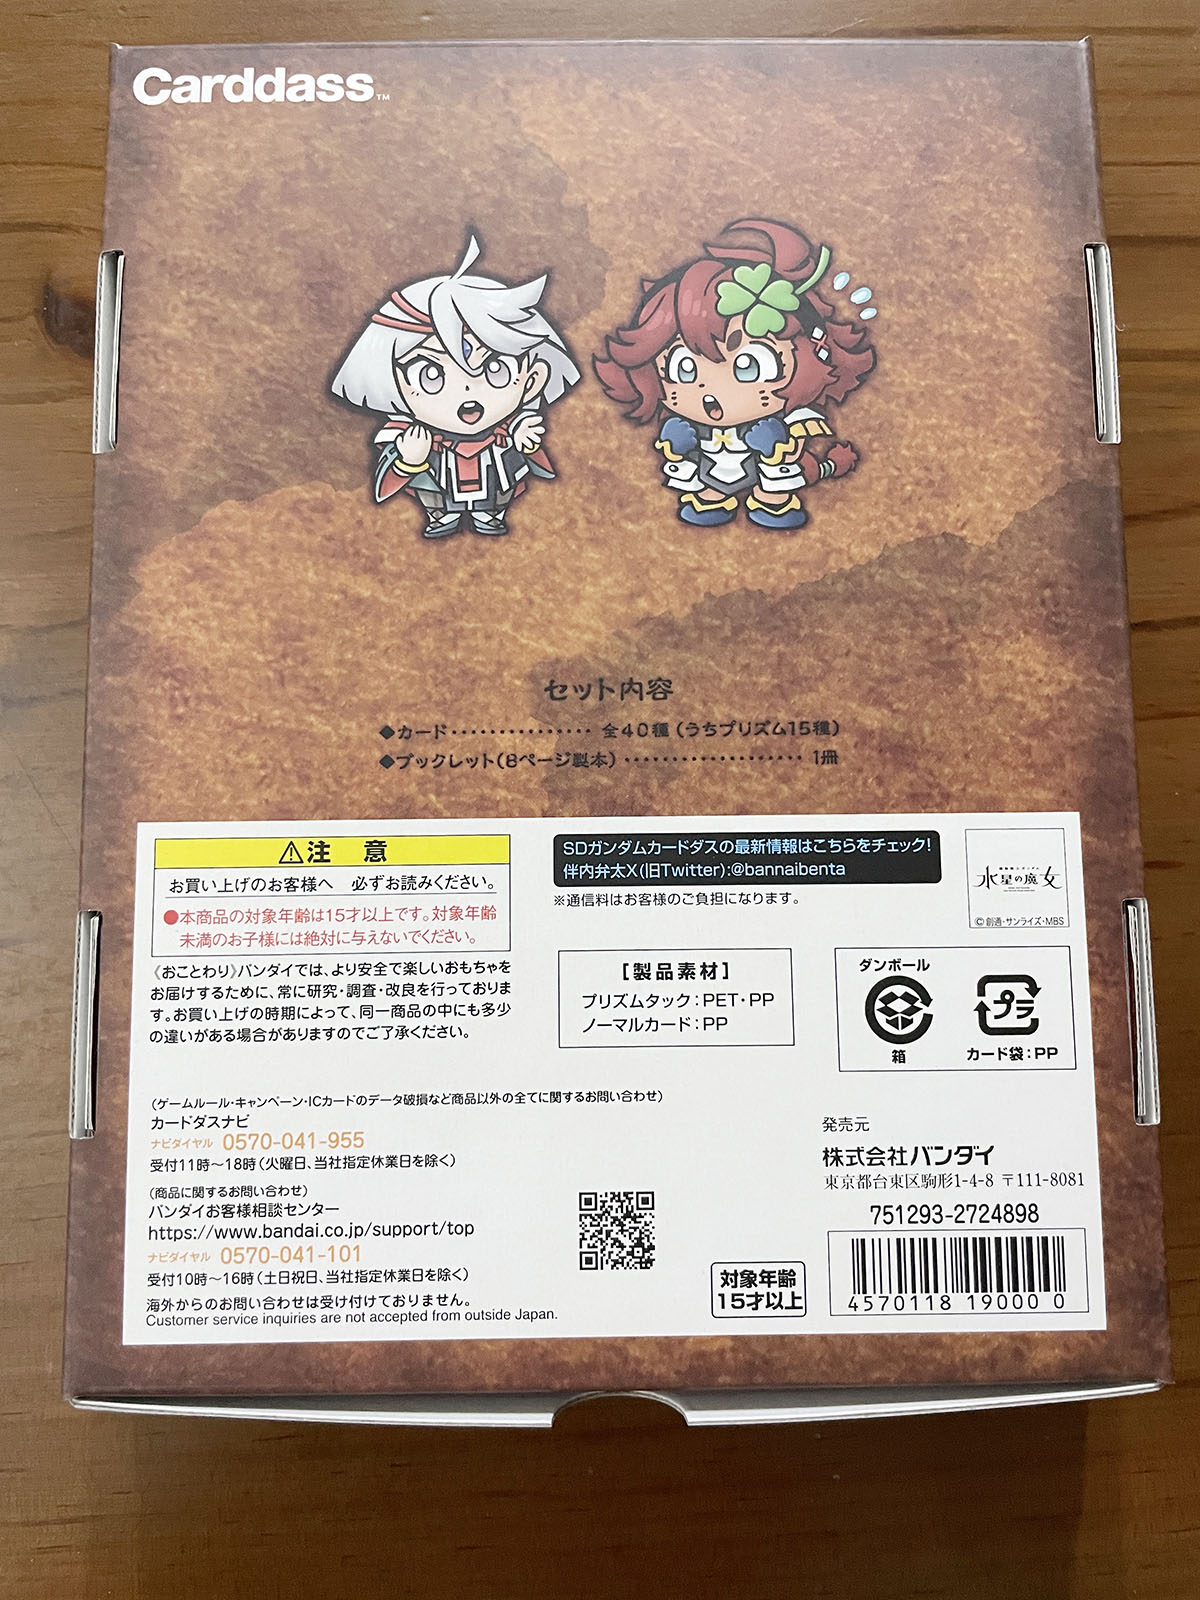 Carddass™
セット内容
◆カード・・・・・・・・・・・・・・・ 全40種(うちプリズム15種)
◆ブックレット(8ページ製本)・・・・・・・・・・・・・・・・・・・ 1冊
⚠注 意
お買い上げのお客様へ 必ずお読みください。
●本商品の対象年齢は15才以上です。対象年齢
未満のお子様には絶対に与えないでください。
《おことわり》バンダイでは、より安全で楽しいおもちゃを
お届けするために、常に研究・調査・改良を行っておりま
す。お買い上げの時期によって、同一商品の中にも多少
の違いがある場合がありますのでご了承ください。
SDガンダムカードダスの最新情報はこちらをチェック!
伴内弁太X(旧Twitter):@bannaibenta
※通信料はお客様のご負担になります。
水星の魔女
©創通・サンライズ・MBS
【製品素材】
プリズムタック:PET・PP
ノーマルカード:PP
ダンボール
箱
プラ
カード袋:PP
(ゲームルール・キャンペーン・ICカードのデータ破損など商品以外の全てに関するお問い合わせ)
カードダスナビ
ナビダイヤル 0570-041-955
受付11時〜18時(火曜日、当社指定休業日を除く)
(商品に関するお問い合わせ)
バンダイお客様相談センター
https://www.bandai.co.jp/support/top
ナビダイヤル 0570-041-101
受付10時〜16時(土日祝日、当社指定休業日を除く)
海外からのお問い合わせは受け付けておりません。
Customer service inquiries are not accepted from outside Japan.
発売元
株式会社バンダイ
東京都台東区駒形1-4-8 〒111-8081
751293-2724898
対象年齢
15才以上
4570118 190000